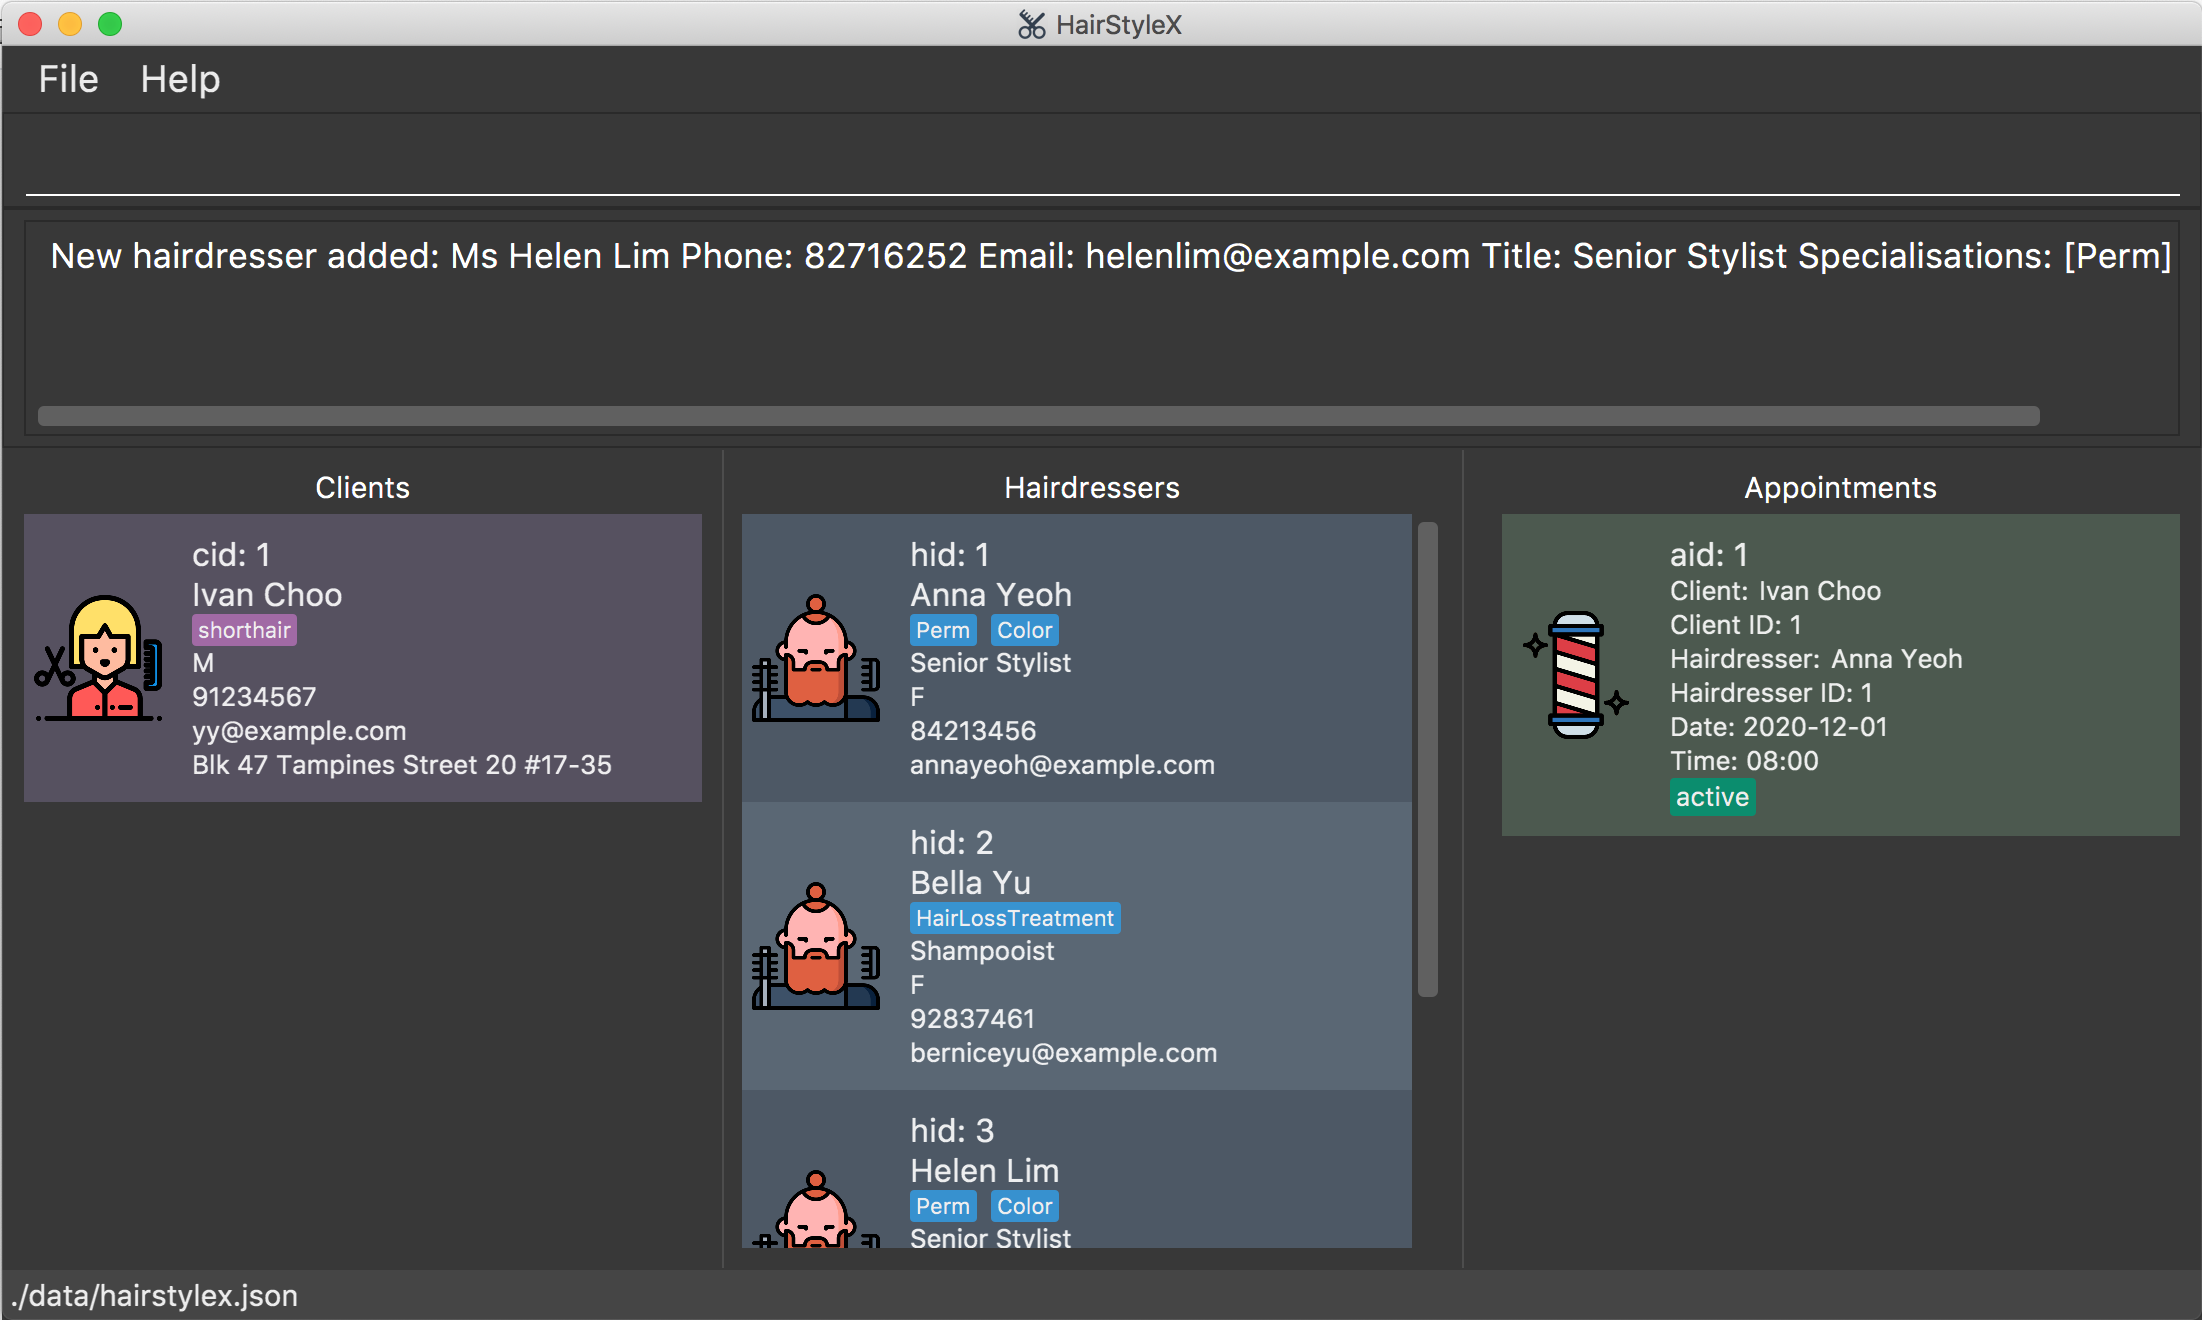 HairStyleX
File Help
New hairdresser added: Ms Helen Lim Phone: 82716252 Email: helenlim@example.com Title: Senior Stylist Specialisations: [Perm]
Clients
cid: 1
Ivan Choo
shorthair
M
91234567
yy@example.com
Blk 47 Tampines Street 20 #17-35
Hairdressers
hid: 1
Anna Yeoh
Perm Color
Senior Stylist
F
84213456
annayeoh@example.com
hid: 2
Bella Yu
HairLossTreatment
Shampooist
F
92837461
berniceyu@example.com
hid: 3
Helen Lim
Perm Color
Senior Stylist
Appointments
aid: 1
Client: Ivan Choo
Client ID: 1
Hairdresser: Anna Yeoh
Hairdresser ID: 1
Date: 2020-12-01
Time: 08:00
active
./data/hairstylex.json